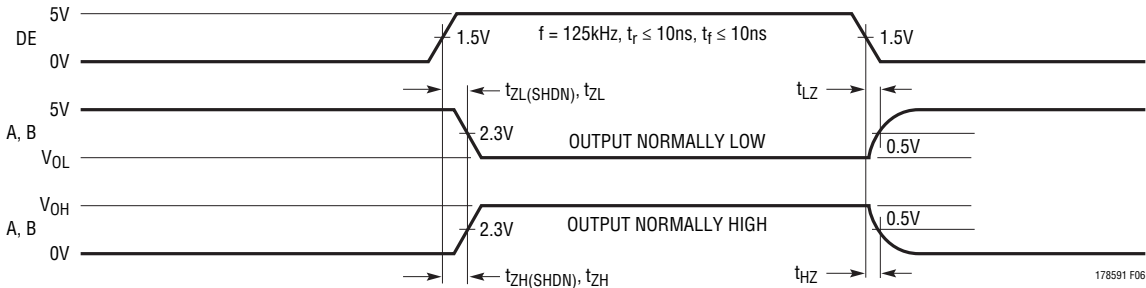 5V
DE
0V
1.5V
f = 125kHz, tr ≤ 10ns, tf ≤ 10ns
1.5V
tZL(SHDN), tZL
tLZ
5V
A, B
VOL
2.3V
OUTPUT NORMALLY LOW
0.5V
VOH
A, B
0V
2.3V
OUTPUT NORMALLY HIGH
0.5V
tZH(SHDN), tZH
tHZ
178591 F06